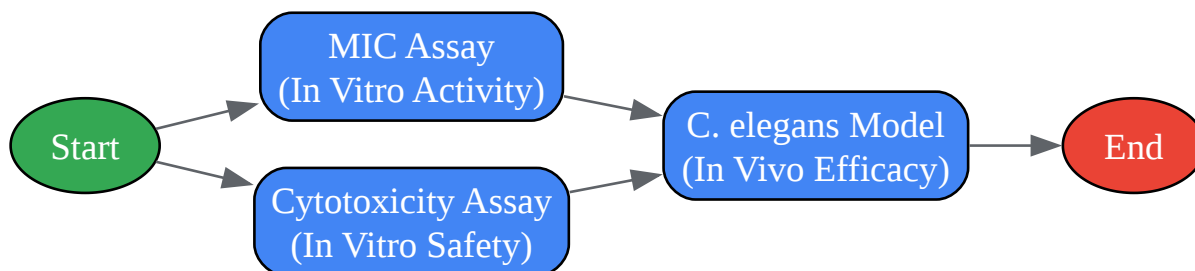 Start
MIC Assay
(In Vitro Activity)
Cytotoxicity Assay
(In Vitro Safety)
C. elegans Model
(In Vivo Efficacy)
End